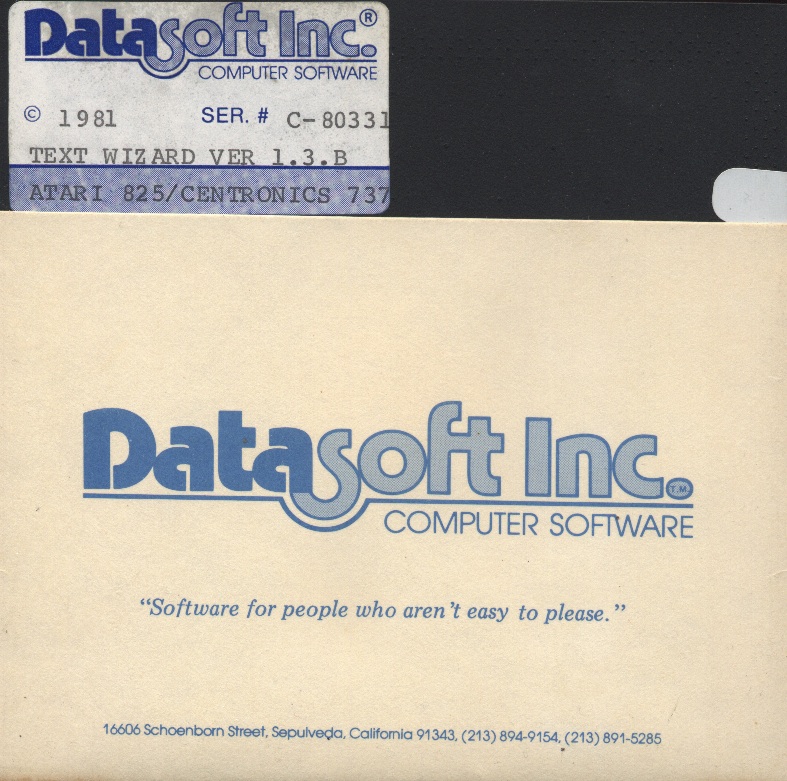 Datasoft Inc.®
COMPUTER SOFTWARE
© 1981 SER. # C-80331
TEXT WIZARD VER 1.3.B
ATARI 825/CENTRONICS 737
Datasoft Inc. T.M.
COMPUTER SOFTWARE
“Software for people who aren't easy to please.”
16606 Schoenborn Street, Sepulveda, California 91343, (213) 894-9154, (213) 891-5285